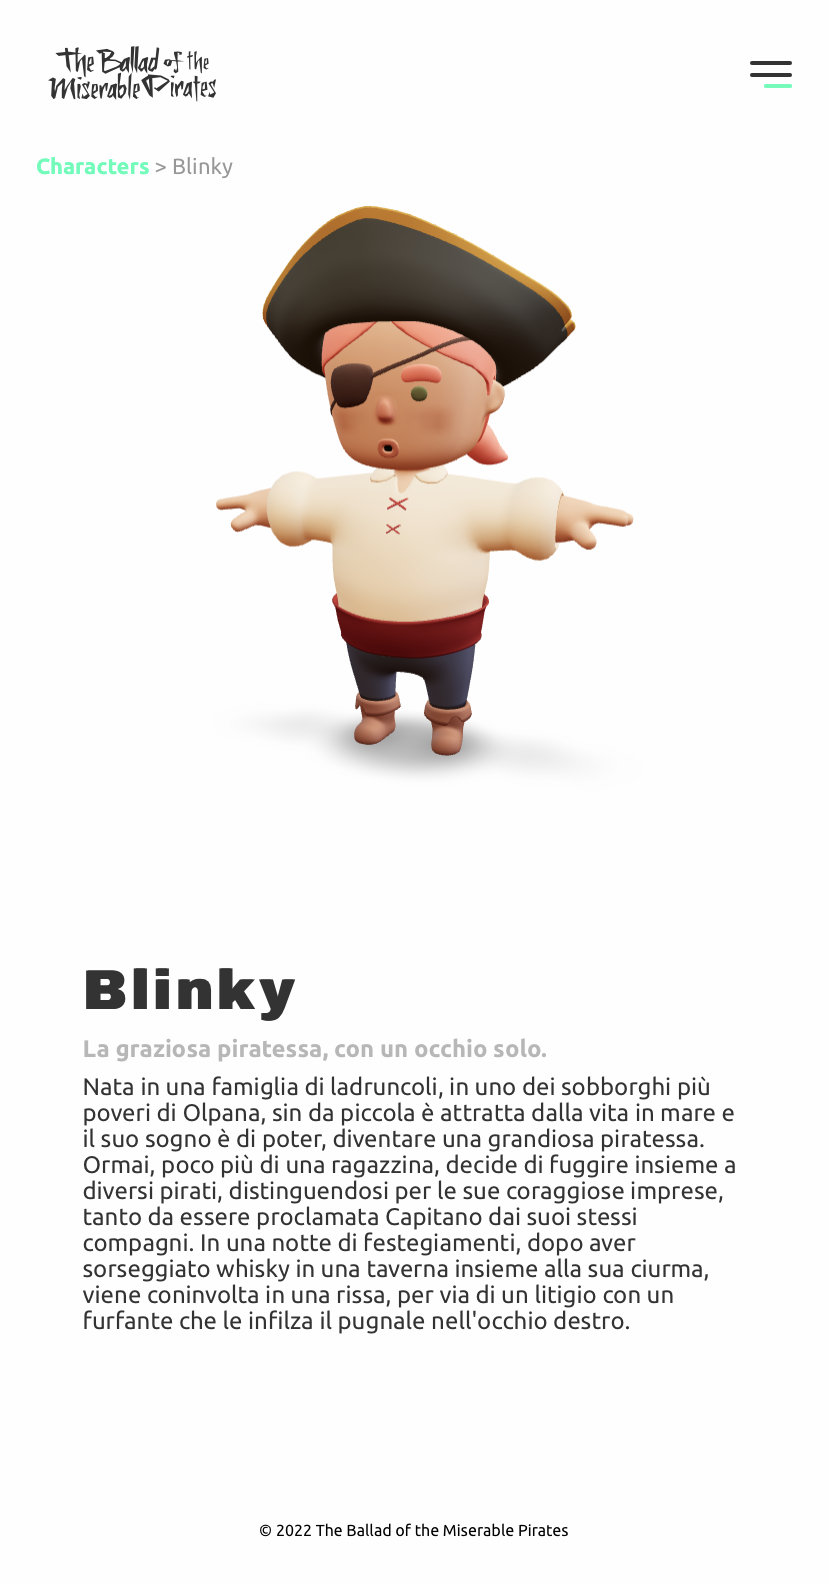 The Ballad of the
Miserable Pirates
Characters > Blinky
Blinky
La graziosa piratessa, con un occhio solo.
Nata in una famiglia di ladruncoli, in uno dei sobborghi più
poveri di Olpana, sin da piccola è attratta dalla vita in mare e
il suo sogno è di poter, diventare una grandiosa piratessa.
Ormai, poco più di una ragazzina, decide di fuggire insieme a
diversi pirati, distinguendosi per le sue coraggiose imprese,
tanto da essere proclamata Capitano dai suoi stessi
compagni. In una notte di festegiamenti, dopo aver
sorseggiato whisky in una taverna insieme alla sua ciurma,
viene coninvolta in una rissa, per via di un litigio con un
furfante che le infilza il pugnale nell'occhio destro.
© 2022 The Ballad of the Miserable Pirates